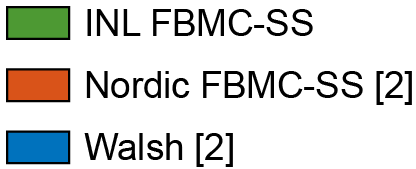 INL FBMC-SS
Nordic FBMC-SS [2]
Walsh [2]